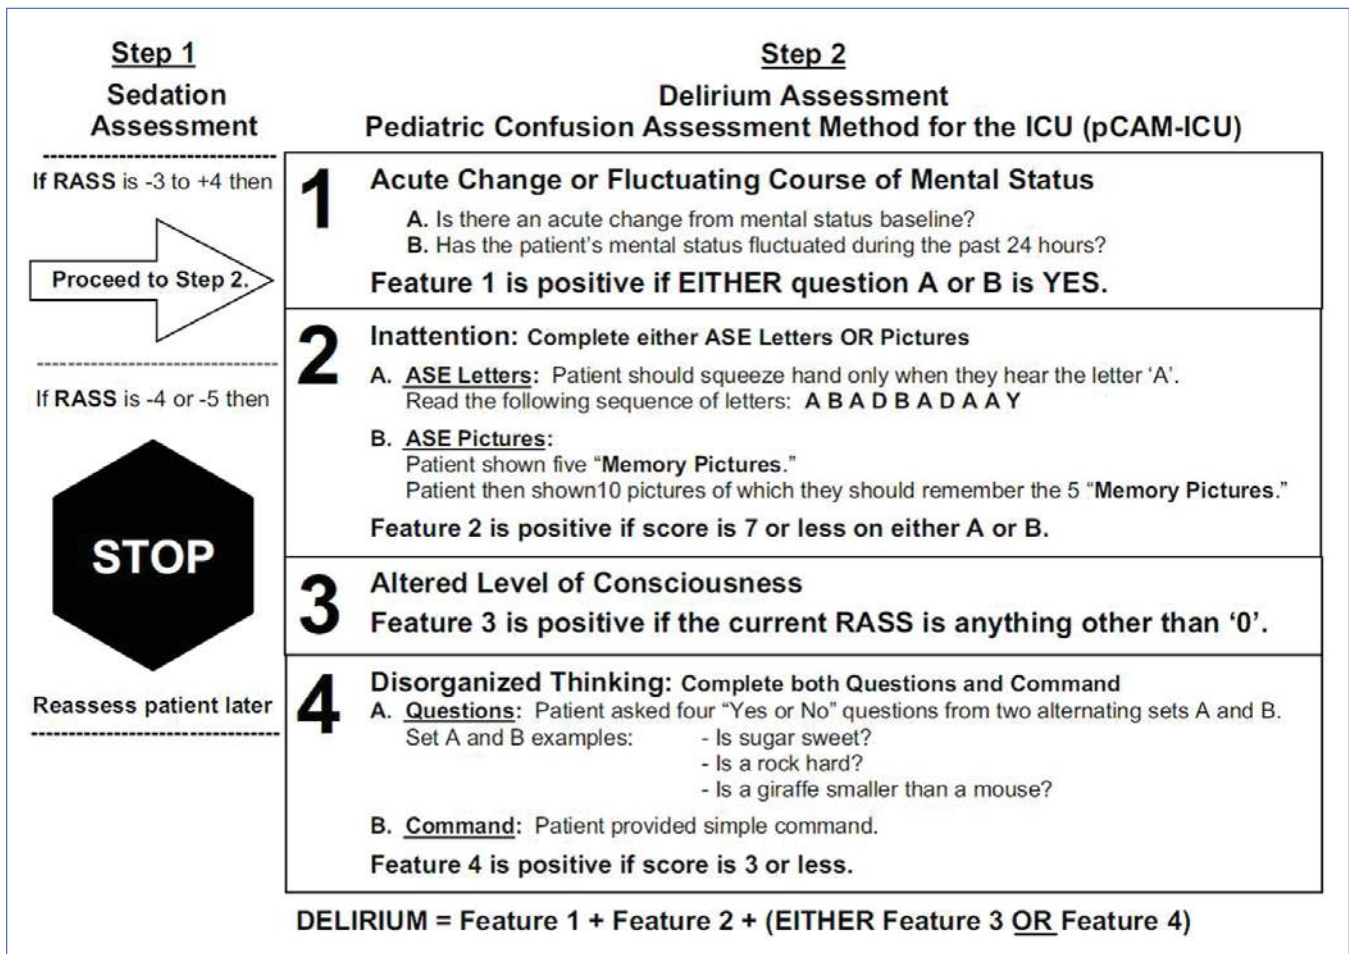 Step 1
Sedation
Assessment
If RASS is -3 to +4 then
Proceed to Step 2.
If RASS is -4 or -5 then
STOP
Reassess patient later
Step 2
Delirium Assessment
Pediatric Confusion Assessment Method for the ICU (pCAM-ICU)
1
Acute Change or Fluctuating Course of Mental Status
A. Is there an acute change from mental status baseline?
B. Has the patient's mental status fluctuated during the past 24 hours?
Feature 1 is positive if EITHER question A or B is YES.
2
Inattention: Complete either ASE Letters OR Pictures
A. ASE Letters: Patient should squeeze hand only when they hear the letter ‘A’.
Read the following sequence of letters: A B A D B A D A A Y
B. ASE Pictures:
Patient shown five “Memory Pictures.”
Patient then shown10 pictures of which they should remember the 5 “Memory Pictures.”
Feature 2 is positive if score is 7 or less on either A or B.
3
Altered Level of Consciousness
Feature 3 is positive if the current RASS is anything other than ‘0’.
4
Disorganized Thinking: Complete both Questions and Command
A. Questions: Patient asked four “Yes or No” questions from two alternating sets A and B.
Set A and B examples: - Is sugar sweet?
- Is a rock hard?
- Is a giraffe smaller than a mouse?
B. Command: Patient provided simple command.
Feature 4 is positive if score is 3 or less.
DELIRIUM = Feature 1 + Feature 2 + (EITHER Feature 3 OR Feature 4)